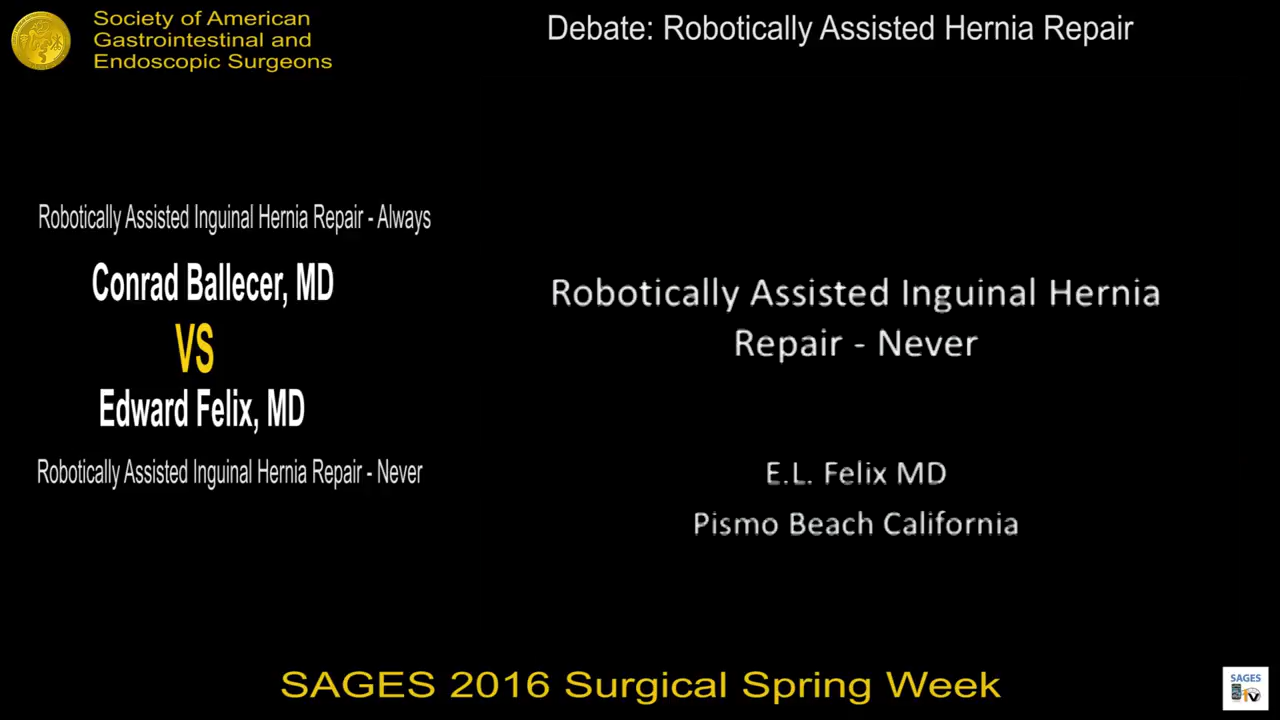 Society of American
Gastrointestinal and
Endoscopic Surgeons
Debate: Robotically Assisted Hernia Repair
Robotically Assisted Inguinal Hernia Repair - Always
Conrad Ballecer, MD
VS
Edward Felix, MD
Robotically Assisted Inguinal Hernia Repair - Never
Robotically Assisted Inguinal Hernia
Repair - Never
E.L. Felix MD
Pismo Beach California
SAGES 2016 Surgical Spring Week
SAGES
TV